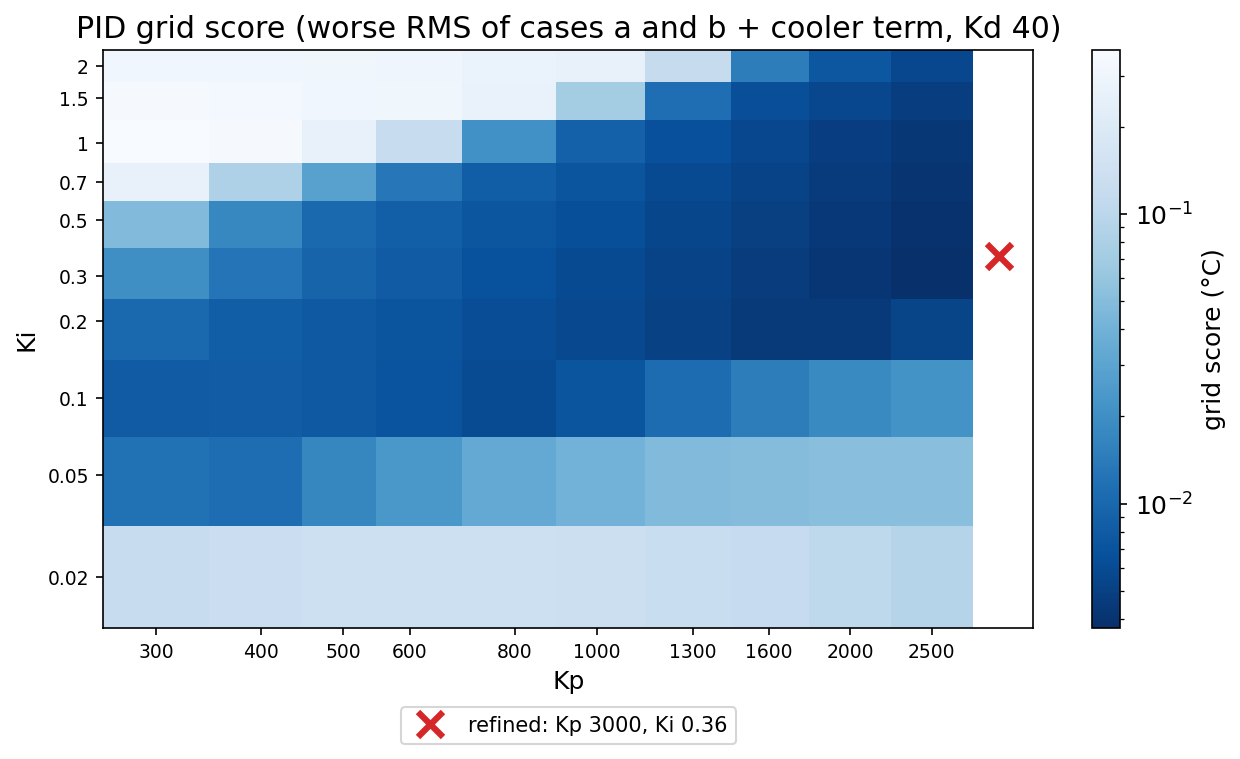 PID grid score (worse RMS of cases a and b + cooler term, Kd 40)
Ki
2
1.5
1
0.7
0.5
0.3
0.2
0.1
0.05
0.02
300 400 500 600 800 1000 1300 1600 2000 2500
Kp
refined: Kp 3000, Ki 0.36
10⁻¹
10⁻²
grid score (°C)